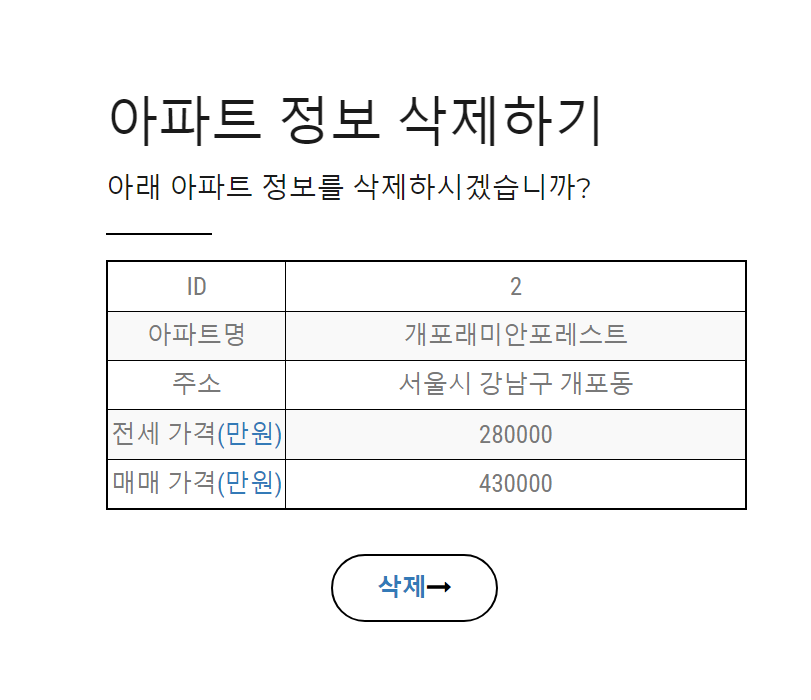 아파트 정보 삭제하기
아래 아파트 정보를 삭제하시겠습니까?
ID 2
아파트명 개포래미안포레스트
주소 서울시 강남구 개포동
전세 가격(만원) 280000
매매 가격(만원) 430000
삭제➞